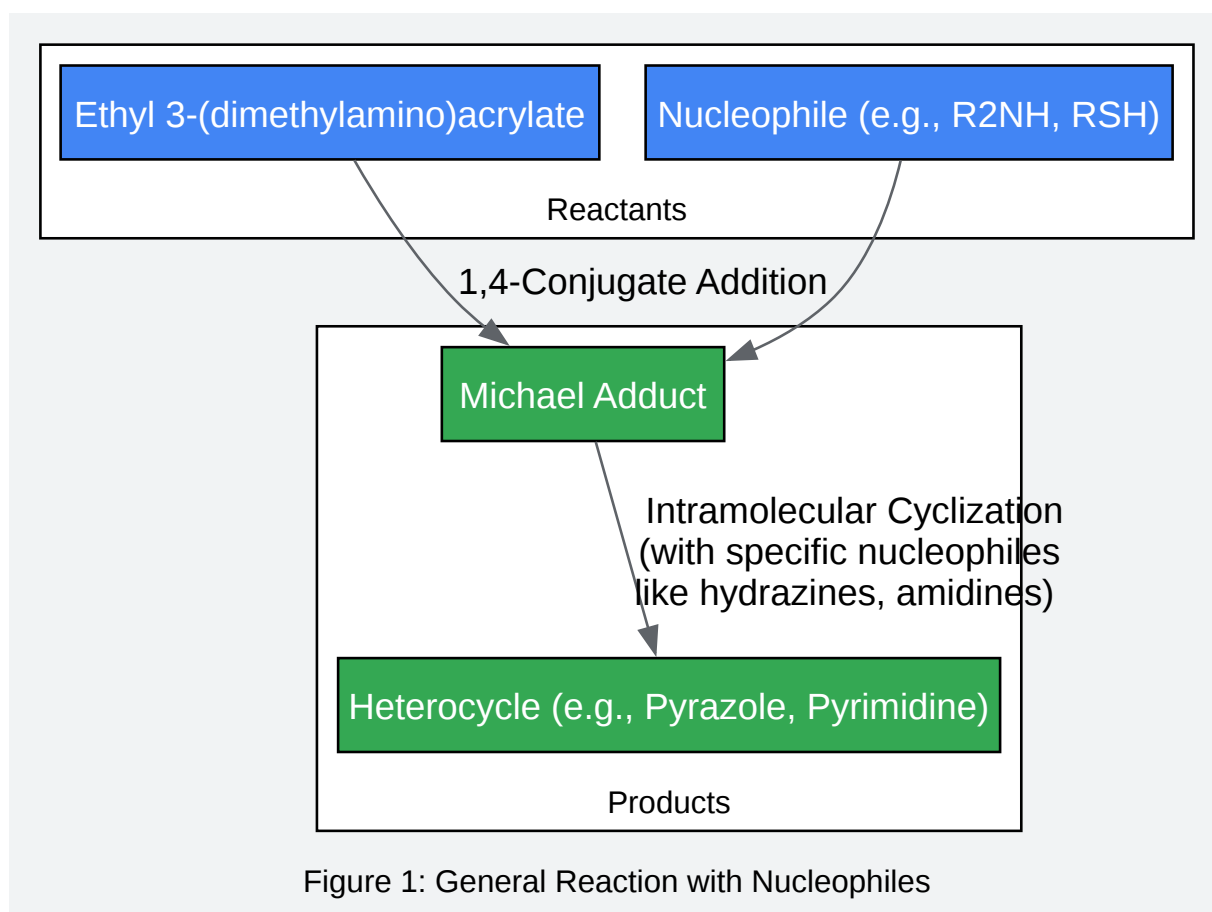 Ethyl 3-(dimethylamino)acrylate
Nucleophile (e.g., R2NH, RSH)
Reactants
1,4-Conjugate Addition
Michael Adduct
Intramolecular Cyclization
(with specific nucleophiles
like hydrazines, amidines)
Heterocycle (e.g., Pyrazole, Pyrimidine)
Products
Figure 1: General Reaction with Nucleophiles